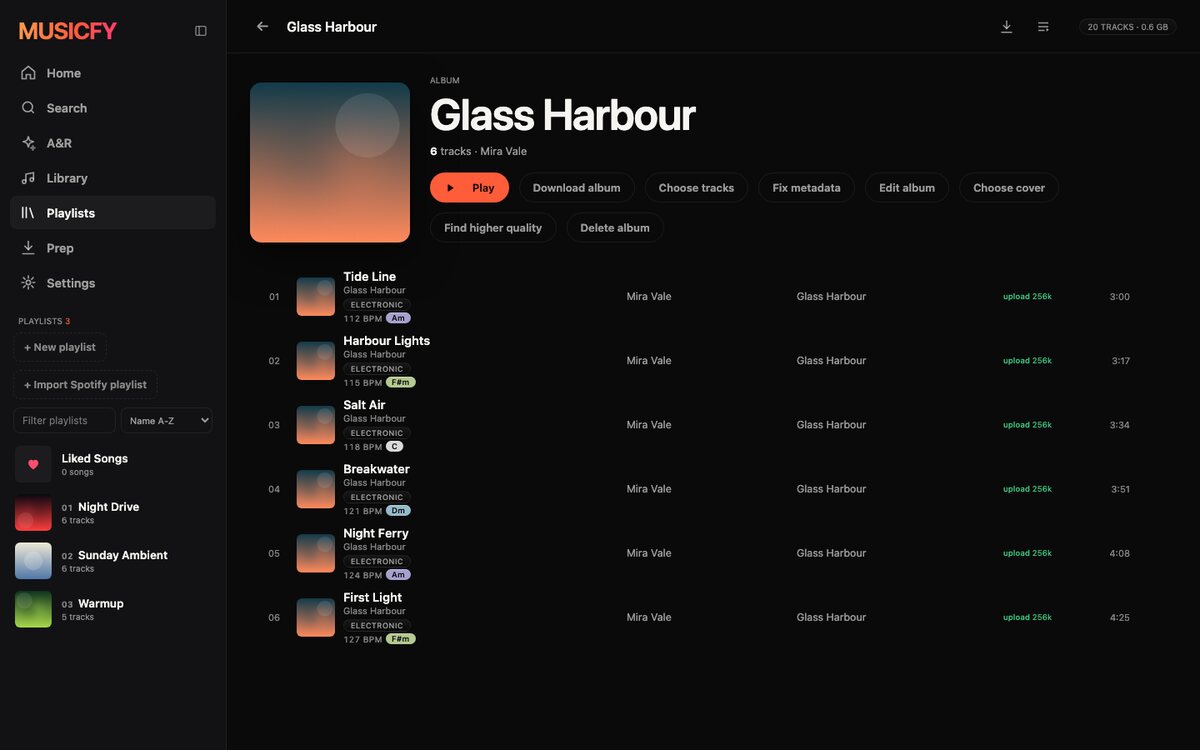 MUSICFY
Home
Search
A&R
Library
Playlists
Prep
Settings
PLAYLISTS 3
+ New playlist
+ Import Spotify playlist
Filter playlists
Name A-Z
Liked Songs
0 songs
01 Night Drive
6 tracks
02 Sunday Ambient
6 tracks
03 Warmup
5 tracks
Glass Harbour
20 TRACKS · 0.6 GB
ALBUM
Glass Harbour
6 tracks · Mira Vale
Play
Download album
Choose tracks
Fix metadata
Edit album
Choose cover
Find higher quality
Delete album
01
Tide Line
Glass Harbour
ELECTRONIC
112 BPM Am
Mira Vale
Glass Harbour
upload 256k
3:00
02
Harbour Lights
Glass Harbour
ELECTRONIC
115 BPM F#m
Mira Vale
Glass Harbour
upload 256k
3:17
03
Salt Air
Glass Harbour
ELECTRONIC
118 BPM C
Mira Vale
Glass Harbour
upload 256k
3:34
04
Breakwater
Glass Harbour
ELECTRONIC
121 BPM Dm
Mira Vale
Glass Harbour
upload 256k
3:51
05
Night Ferry
Glass Harbour
ELECTRONIC
124 BPM Am
Mira Vale
Glass Harbour
upload 256k
4:08
06
First Light
Glass Harbour
ELECTRONIC
127 BPM F#m
Mira Vale
Glass Harbour
upload 256k
4:25